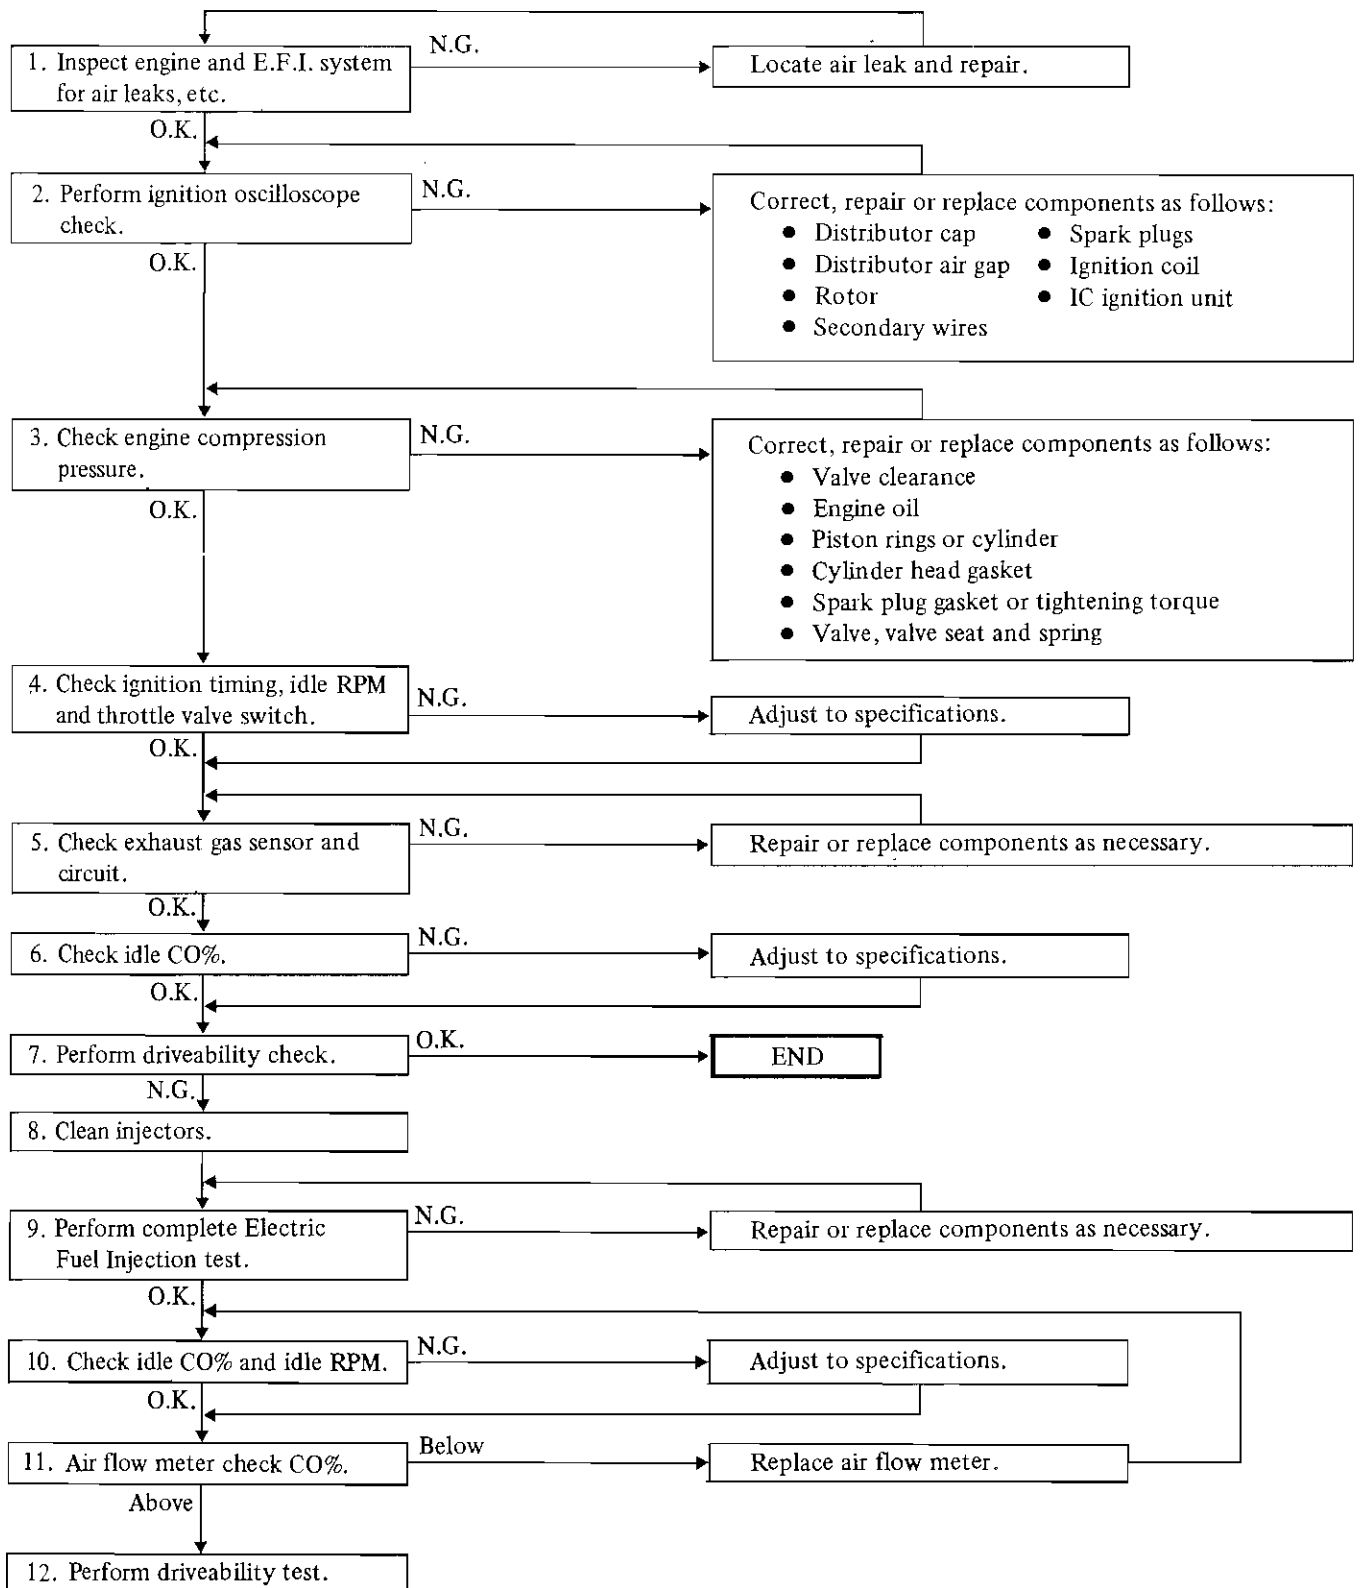 N.G.
1. Inspect engine and E.F.I. system
for air leaks, etc.
Locate air leak and repair.
O.K.
2. Perform ignition oscilloscope
check.
N.G.
Correct, repair or replace components as follows:
● Distributor cap ● Spark plugs
● Distributor air gap ● Ignition coil
● Rotor ● IC ignition unit
● Secondary wires
O.K.
3. Check engine compression
pressure.
N.G.
Correct, repair or replace components as follows:
● Valve clearance
● Engine oil
● Piston rings or cylinder
● Cylinder head gasket
● Spark plug gasket or tightening torque
● Valve, valve seat and spring
O.K.
4. Check ignition timing, idle RPM
and throttle valve switch.
N.G.
Adjust to specifications.
O.K.
5. Check exhaust gas sensor and
circuit.
N.G.
Repair or replace components as necessary.
O.K.
6. Check idle CO%.
N.G.
Adjust to specifications.
O.K.
7. Perform driveability check.
O.K.
END
N.G.
8. Clean injectors.
9. Perform complete Electric
Fuel Injection test.
N.G.
Repair or replace components as necessary.
O.K.
10. Check idle CO% and idle RPM.
N.G.
Adjust to specifications.
O.K.
11. Air flow meter check CO%.
Below
Replace air flow meter.
Above
12. Perform driveability test.